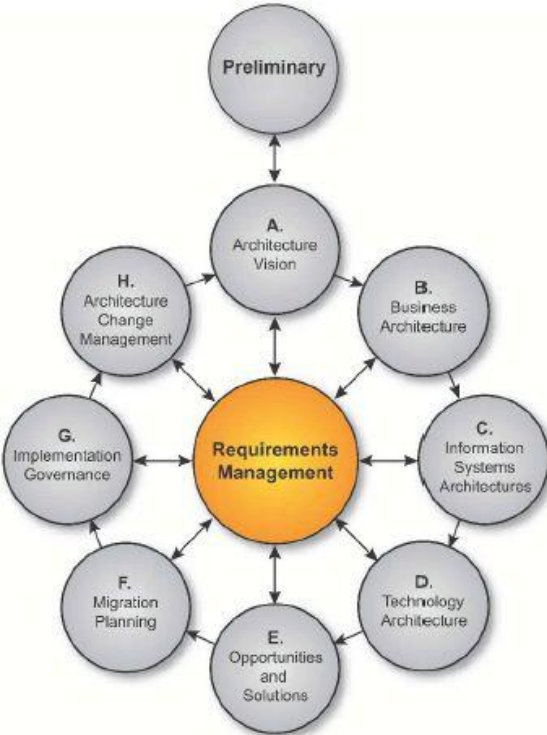 Preliminary
A.
Architecture
Vision
B.
Business
Architecture
C.
Information
Systems
Architectures
D.
Technology
Architecture
E.
Opportunities
and
Solutions
F.
Migration
Planning
G.
Implementation
Governance
H.
Architecture
Change
Management
Requirements
Management